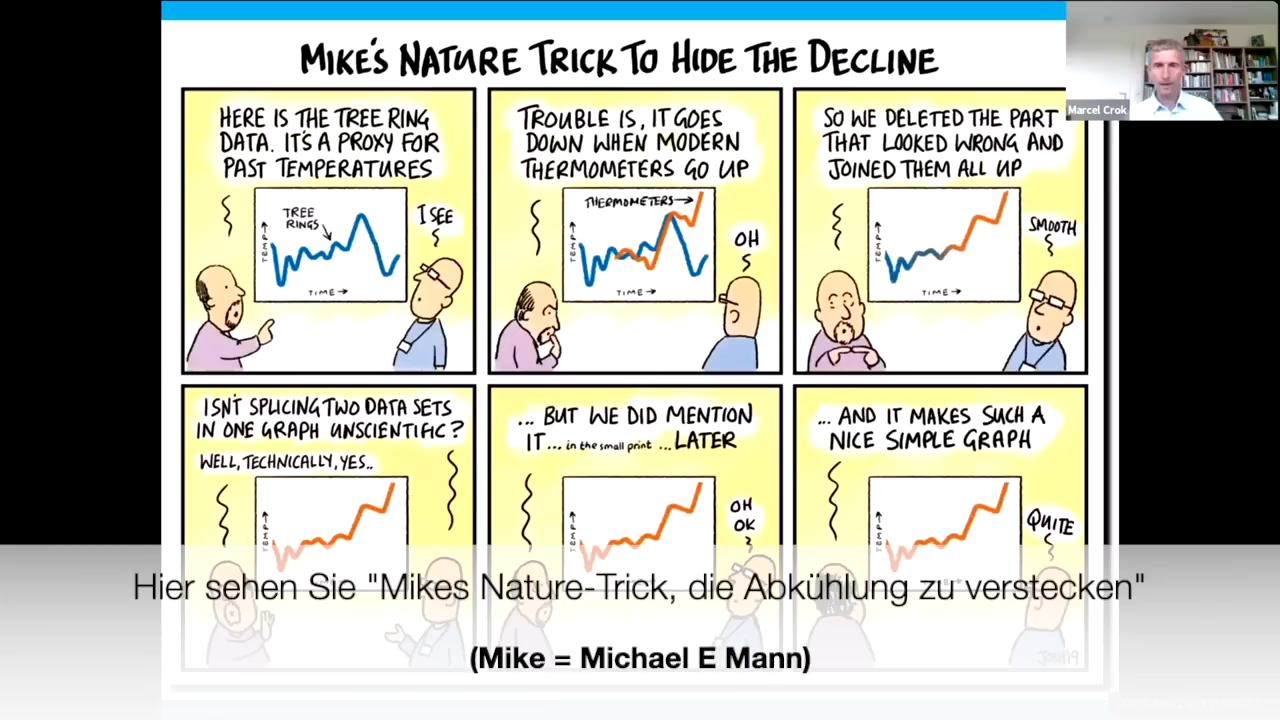 MIKE'S NATURE TRICK TO HIDE THE DECLINE
Marcel Crok
HERE IS THE TREE RING
DATA. IT'S A PROXY FOR
PAST TEMPERATURES
TREE
RINGS
I SEE
TEMP→
TIME→
TROUBLE IS, IT GOES
DOWN WHEN MODERN
THERMOMETERS GO UP
THERMOMETERS→
OH
TEMP→
TIME→
SO WE DELETED THE PART
THAT LOOKED WRONG AND
JOINED THEM ALL UP
SMOOTH
TEMP→
TIME→
ISN'T SPLICING TWO DATA SETS
IN ONE GRAPH UNSCIENTIFIC?
WELL, TECHNICALLY, YES..
TEMP→
... BUT WE DID MENTION
IT... in the small print ...LATER
OH
OK
TEMP→
... AND IT MAKES SUCH A
NICE SIMPLE GRAPH
QUITE
TEMP→
Hier sehen Sie "Mikes Nature-Trick, die Abkühlung zu verstecken"
(Mike = Michael E Mann)